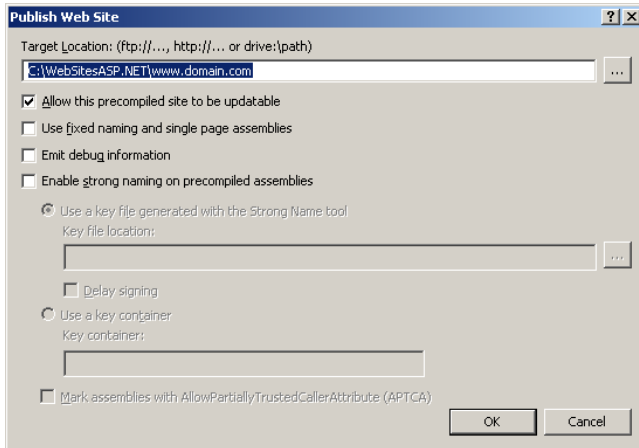 Publish Web Site
Target Location: (ftp://..., http://... or drive:\path)
C:\WebSitesASP.NET\www.domain.com
...
Allow this precompiled site to be updatable
Use fixed naming and single page assemblies
Emit debug information
Enable strong naming on precompiled assemblies
Use a key file generated with the Strong Name tool
Key file location:
...
Delay signing
Use a key container
Key container:
Mark assemblies with AllowPartiallyTrustedCallerAttribute (APTCA)
OK Cancel